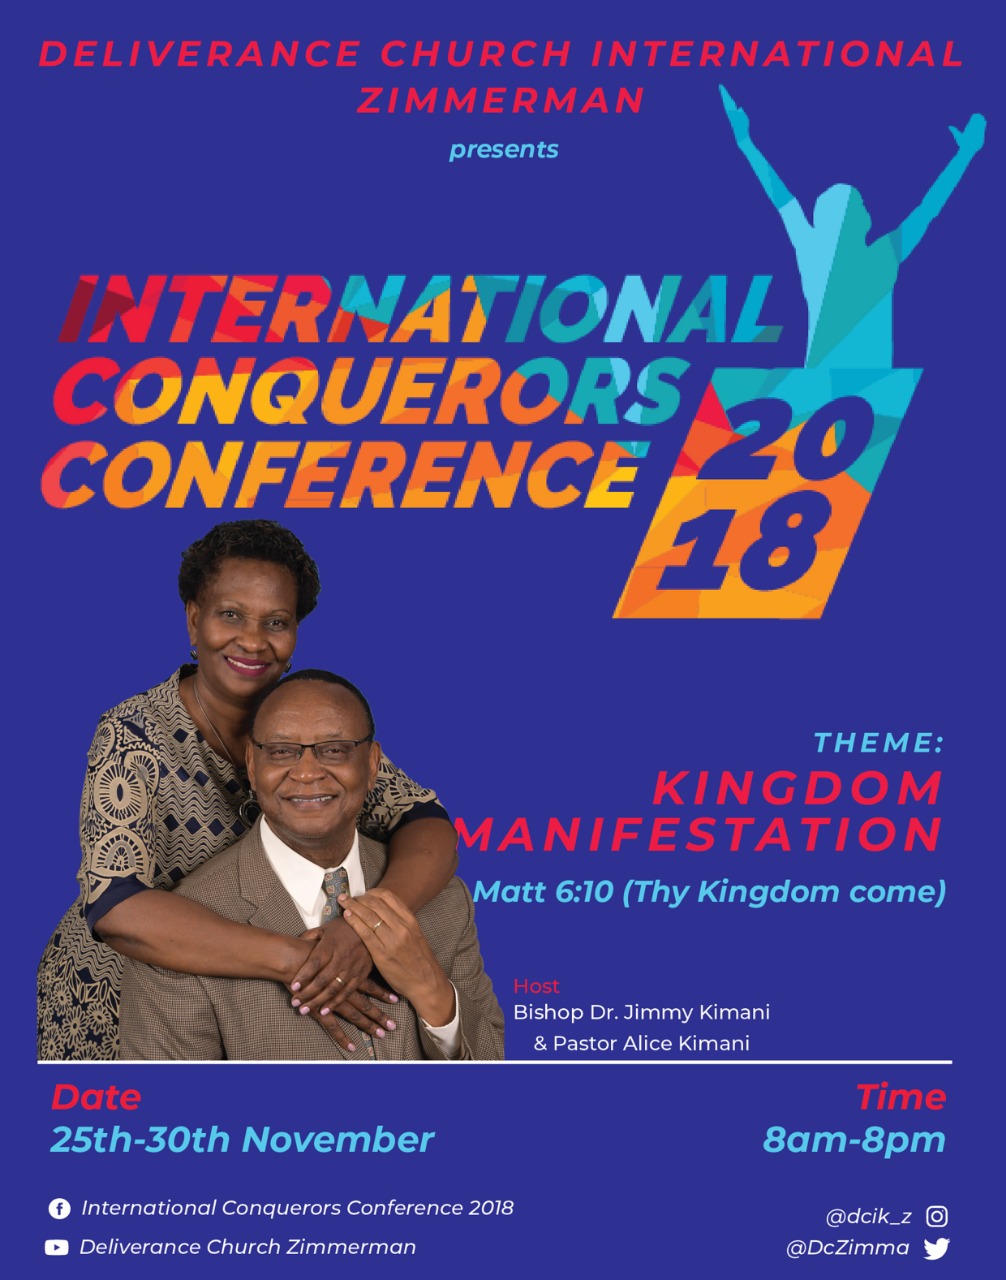 DELIVERANCE CHURCH INTERNATIONAL
ZIMMERMAN
presents
INTERNATIONAL
CONQUERORS
CONFERENCE
20
18
THEME:
KINGDOM
MANIFESTATION
Matt 6:10 (Thy Kingdom come)
Host
Bishop Dr. Jimmy Kimani
& Pastor Alice Kimani
Date
25th-30th November
Time
8am-8pm
International Conquerors Conference 2018
Deliverance Church Zimmerman
@dcik_z
@DcZimma